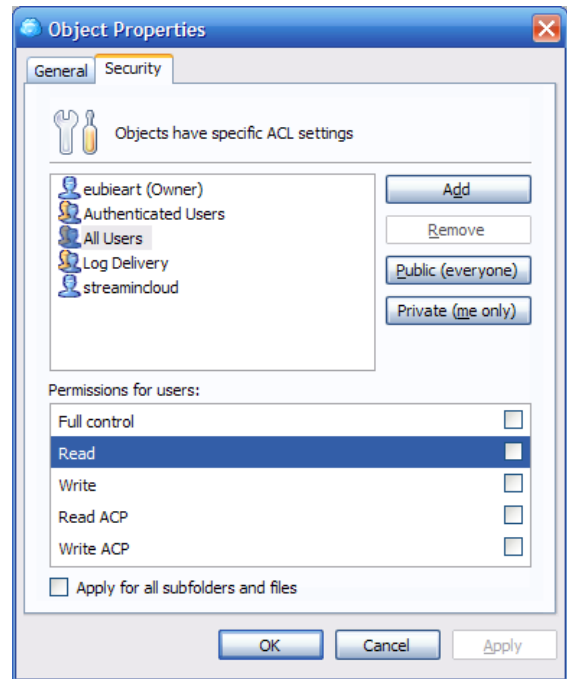 Object Properties
General Security
Objects have specific ACL settings
eubieart (Owner)
Authenticated Users
All Users
Log Delivery
streamincloud
Add
Remove
Public (everyone)
Private (me only)
Permissions for users:
Full control
Read
Write
Read ACP
Write ACP
Apply for all subfolders and files
OK Cancel Apply